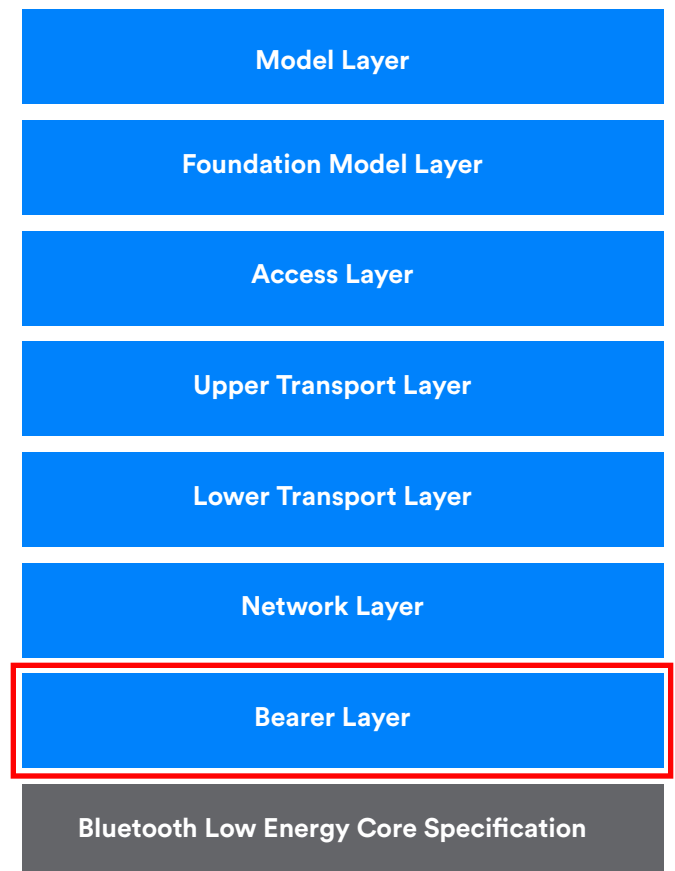 Model Layer
Foundation Model Layer
Access Layer
Upper Transport Layer
Lower Transport Layer
Network Layer
Bearer Layer
Bluetooth Low Energy Core Specification